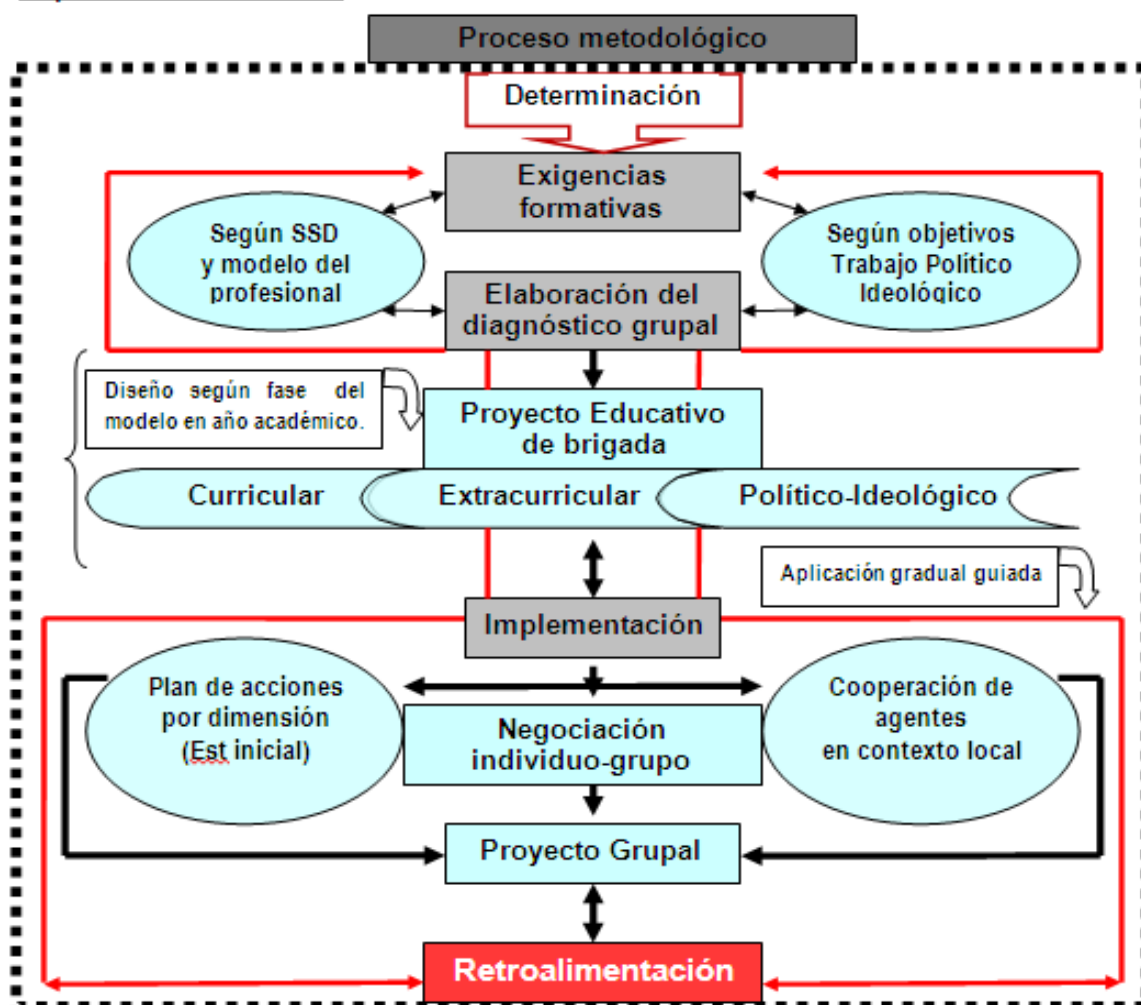 Proceso metodológico
Determinación
Exigencias
formativas
Según SSD
y modelo del
profesional
Según objetivos
Trabajo Político
Ideológico
Elaboración del
diagnóstico grupal
Diseño según fase del
modelo en año académico.
Proyecto Educativo
de brigada
Curricular
Extracurricular
Político-Ideológico
Aplicación gradual guiada
Implementación
Plan de acciones
por dimensión
(Est inicial)
Cooperación de
agentes
en contexto local
Negociación
individuo-grupo
Proyecto Grupal
Retroalimentación